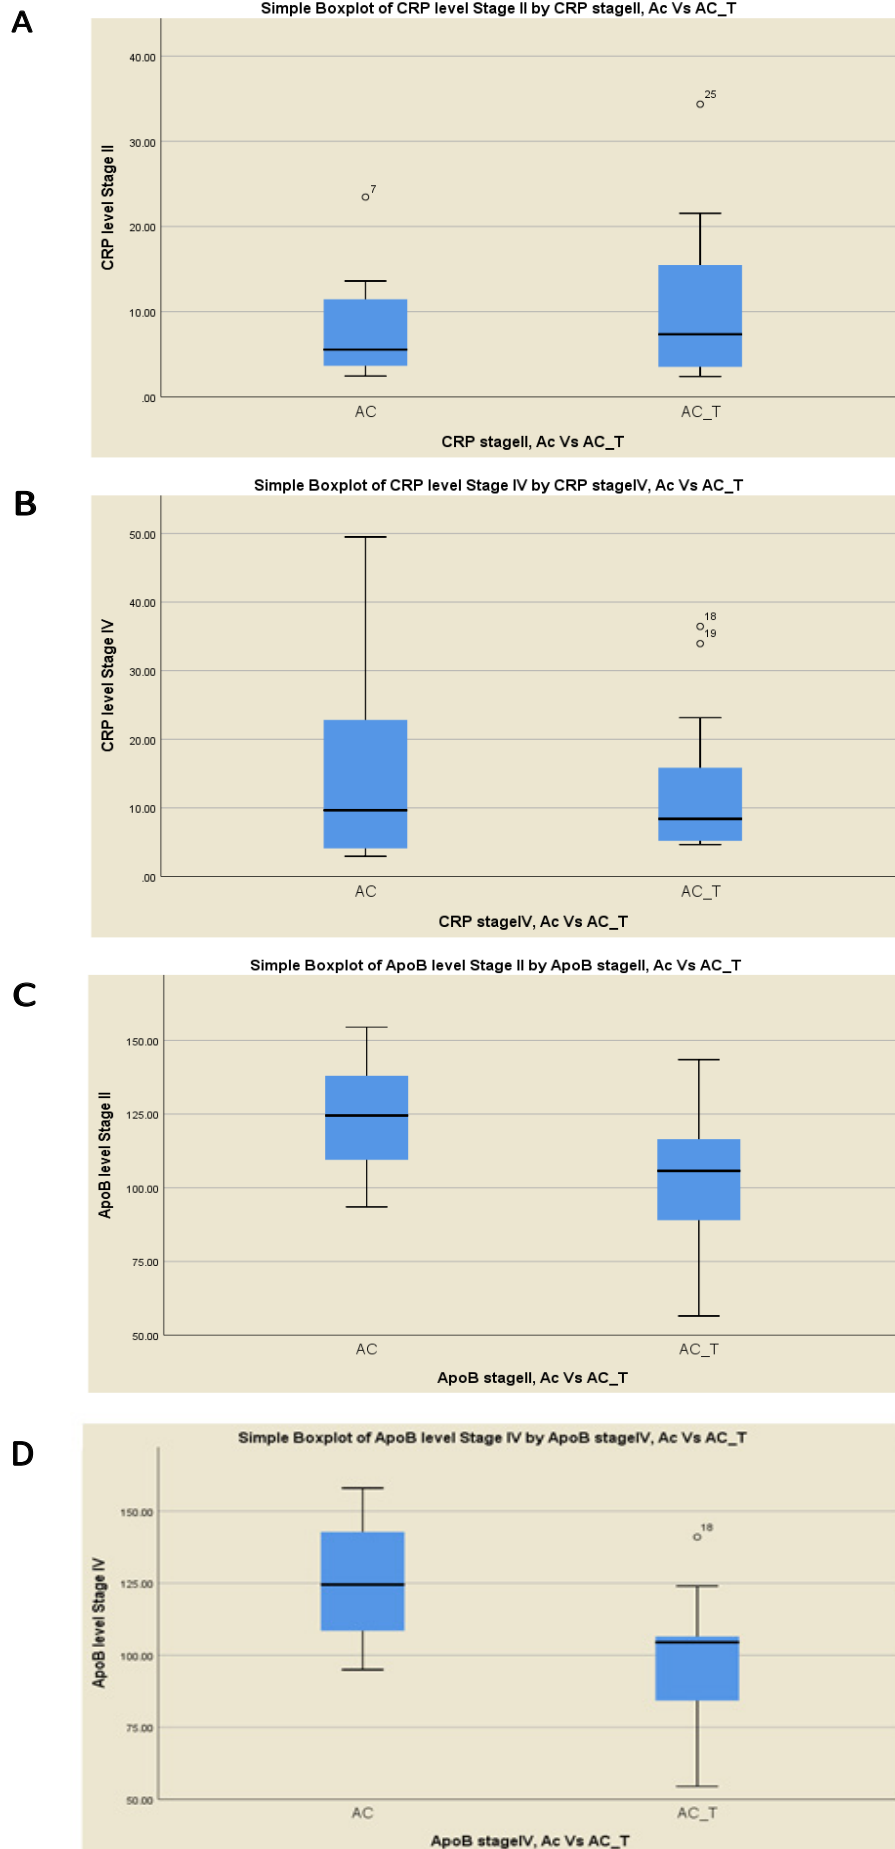 A
Simple Boxplot of CRP level Stage II by CRP stageII, Ac Vs AC_T
40.00
30.00
20.00
10.00
.00
CRP level Stage II
7
25
AC
AC_T
CRP stageII, Ac Vs AC_T
B
Simple Boxplot of CRP level Stage IV by CRP stageIV, Ac Vs AC_T
50.00
40.00
30.00
20.00
10.00
.00
CRP level Stage IV
18
19
AC
AC_T
CRP stageIV, Ac Vs AC_T
C
Simple Boxplot of ApoB level Stage II by ApoB stageII, Ac Vs AC_T
150.00
125.00
100.00
75.00
50.00
ApoB level Stage II
AC
AC_T
ApoB stageII, Ac Vs AC_T
D
Simple Boxplot of ApoB level Stage IV by ApoB stageIV, Ac Vs AC_T
150.00
125.00
100.00
75.00
50.00
ApoB level Stage IV
18
AC
AC_T
ApoB stageIV, Ac Vs AC_T